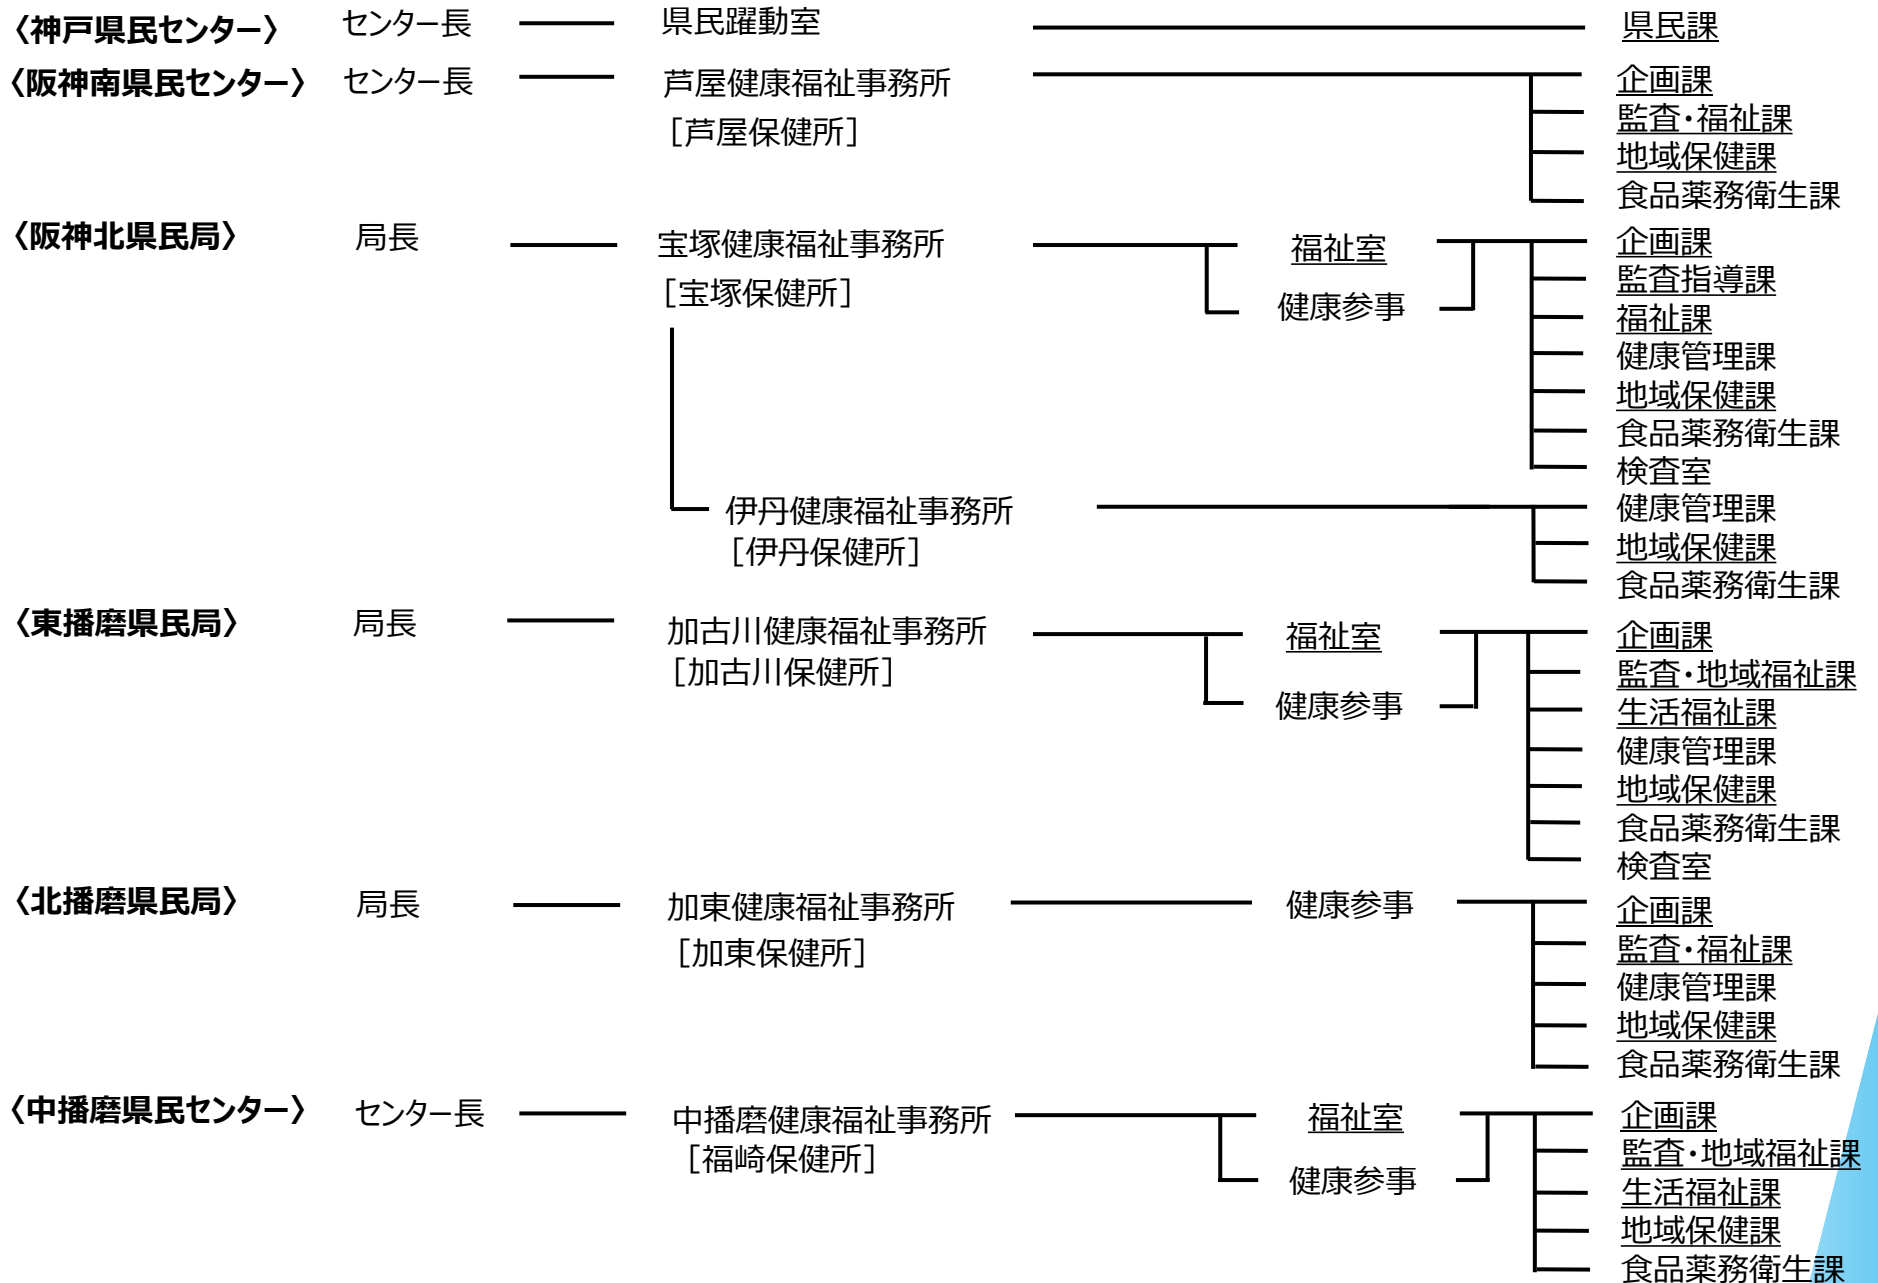 〈神戸県民センター〉 センター長 県民躍動室 県民課
〈阪神南県民センター〉 センター長 芦屋健康福祉事務所 企画課
［芦屋保健所］ 監査・福祉課
地域保健課
食品薬務衛生課
〈阪神北県民局〉 局長 宝塚健康福祉事務所 福祉室 企画課
［宝塚保健所］ 健康参事 監査指導課
福祉課
健康管理課
地域保健課
食品薬務衛生課
検査室
伊丹健康福祉事務所 健康管理課
［伊丹保健所］ 地域保健課
食品薬務衛生課
〈東播磨県民局〉 局長 加古川健康福祉事務所 福祉室 企画課
［加古川保健所］ 監査・地域福祉課
健康参事 生活福祉課
健康管理課
地域保健課
食品薬務衛生課
検査室
〈北播磨県民局〉 局長 加東健康福祉事務所 健康参事 企画課
［加東保健所］ 監査・福祉課
健康管理課
地域保健課
食品薬務衛生課
〈中播磨県民センター〉 センター長 中播磨健康福祉事務所 福祉室 企画課
［福崎保健所］ 監査・地域福祉課
健康参事 生活福祉課
地域保健課
食品薬務衛生課